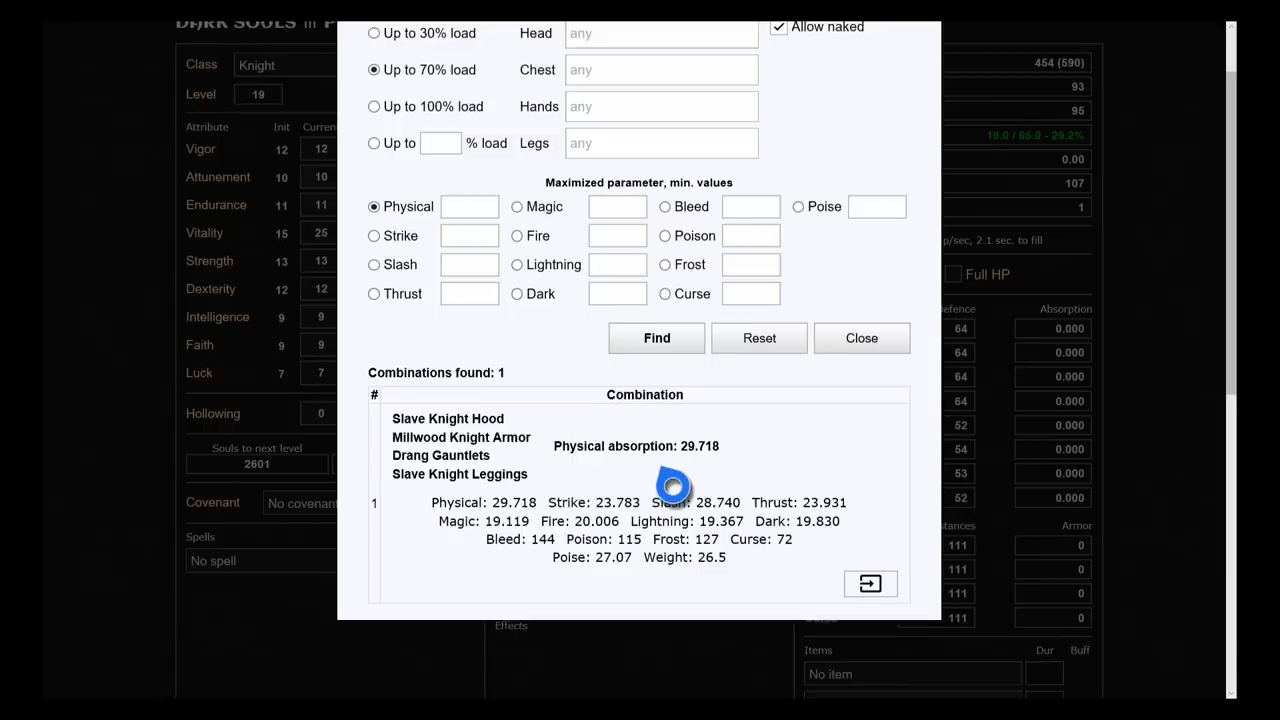 DARK SOULS III P
Up to 30% load Head any Allow naked
Class Knight Up to 70% load Chest any 454 (590)
Level 19 Up to 100% load Hands any 93
95
Attribute Init Current Up to % load Legs any 19.0 / 65.0 - 29.2%
Vigor 12 12 0.00
Attunement 10 10 Maximized parameter, min. values 107
Endurance 11 11 Physical Magic Bleed Poise 1
Vitality 15 25 Strike Fire Poison p/sec, 2.1 sec. to fill
Strength 13 13 Slash Lightning Frost Full HP
Dexterity 12 12 Thrust Dark Curse
Intelligence 9 9 efence Absorption
Faith 9 9 Find Reset Close 64 0.000
Luck 7 7 Combinations found: 1 64 0.000
64 0.000
# Combination 64 0.000
Hollowing 0 Slave Knight Hood 52 0.000
Millwood Knight Armor Physical absorption: 29.718 54 0.000
Souls to next level Drang Gauntlets 53 0.000
2601 Slave Knight Leggings 52 0.000
Covenant No covenant 1 Physical: 29.718 Strike: 23.783 28.740 Thrust: 23.931
Magic: 19.119 Fire: 20.006 Lightning: 19.367 Dark: 19.830 stances Armor
Spells Bleed: 144 Poison: 115 Frost: 127 Curse: 72 111 0
No spell Poise: 27.07 Weight: 26.5 111 0
111 0
111 0
Effects
Items Dur Buff
No item